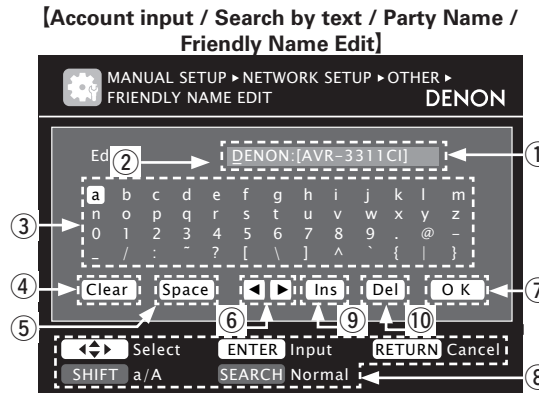 【Account input / Search by text / Party Name /
Friendly Name Edit】
MANUAL SETUP ▸ NETWORK SETUP ▸ OTHER ▸
FRIENDLY NAME EDIT DENON
Ed ② DENON:[AVR-3311CI] ①
③
a b c d e f g h i j k l m
n o p q r s t u v w x y z
0 1 2 3 4 5 6 7 8 9 . @ -
_ / : ~ ? [ \ ] ^ ` { | }
④ Clear Space ◀ ▶ Ins Del O K ⑦
⑤ ⑥ ⑨ ⑩
Select ENTER Input RETURN Cancel
SHIFT a/A SEARCH Normal ⑧